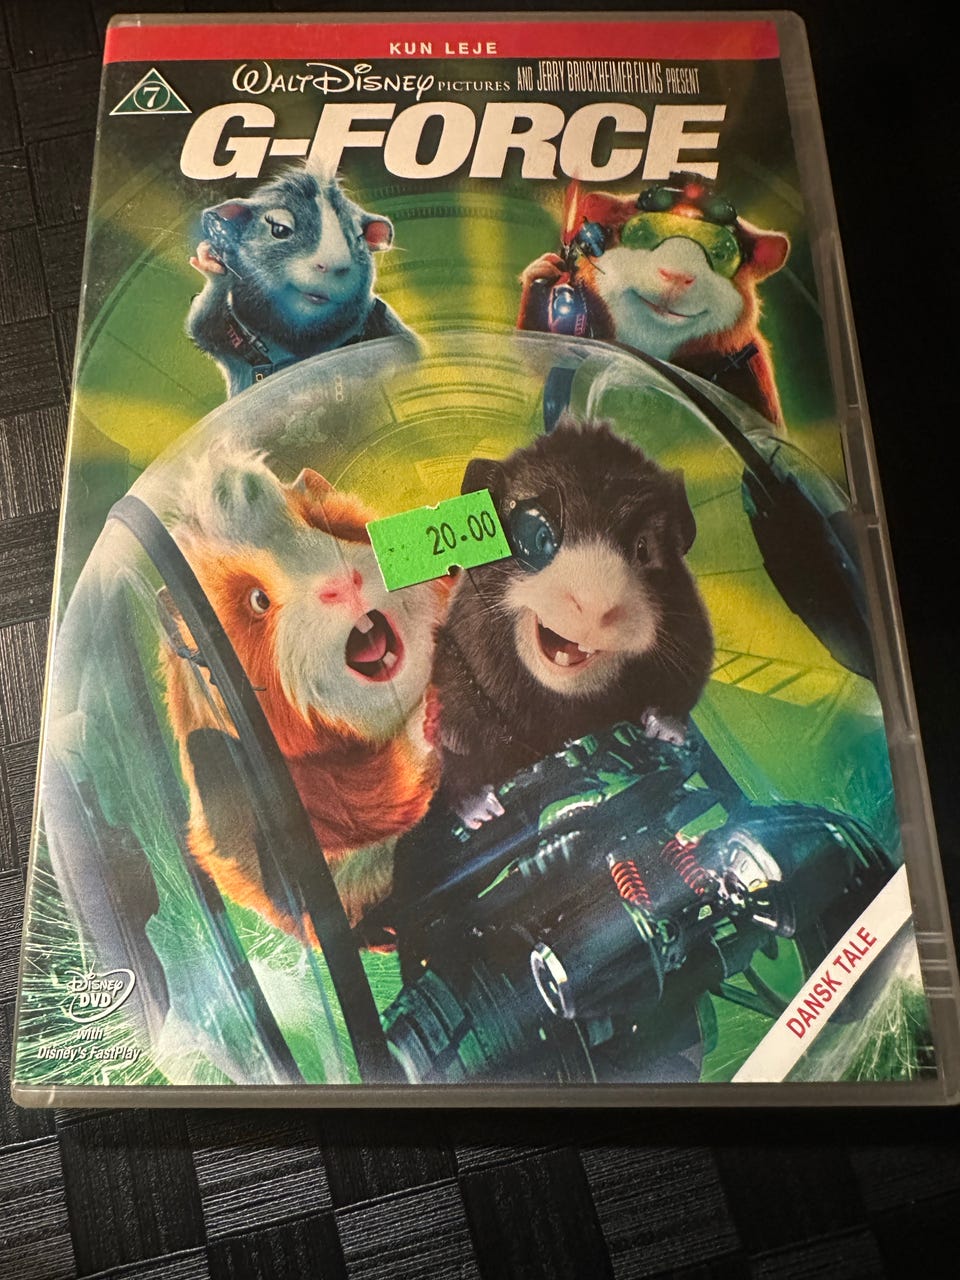 KUN LEJE
7
WALT DISNEY PICTURES AND JERRY BRUCKHEIMER FILMS PRESENT
G-FORCE
20.00
DANSK TALE
DISNEY
DVD
with
Disney's FastPlay